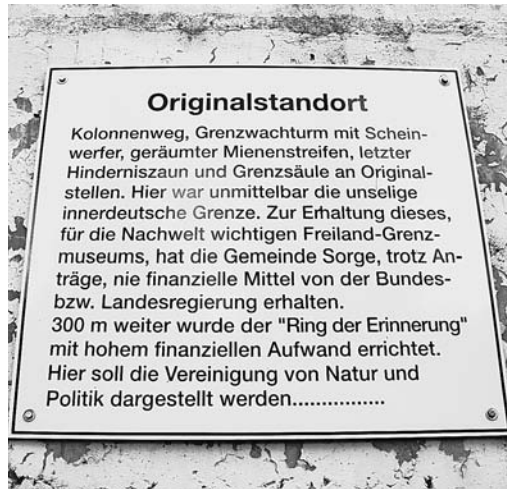 Originalstandort
Kolonnenweg, Grenzwachturm mit Schein-
werfer, geräumter Mienenstreifen, letzter
Hinderniszaun und Grenzsäule an Original-
stellen. Hier war unmittelbar die unselige
innerdeutsche Grenze. Zur Erhaltung dieses,
für die Nachwelt wichtigen Freiland-Grenz-
museums, hat die Gemeinde Sorge, trotz An-
träge, nie finanzielle Mittel von der Bundes-
bzw. Landesregierung erhalten.
300 m weiter wurde der "Ring der Erinnerung"
mit hohem finanziellen Aufwand errichtet.
Hier soll die Vereinigung von Natur und
Politik dargestellt werden................